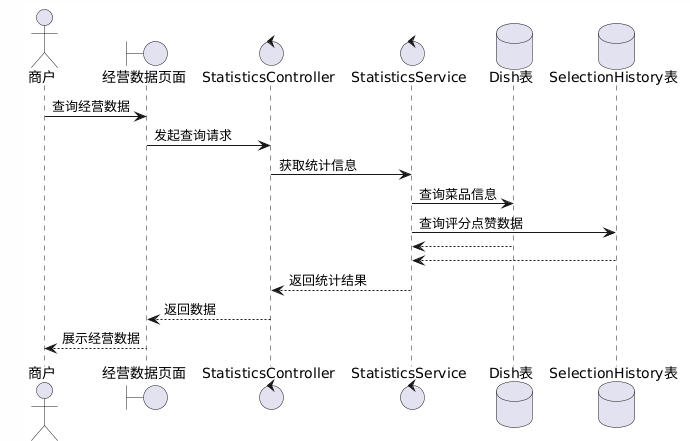 商户
经营数据页面
StatisticsController
StatisticsService
Dish表
SelectionHistory表
查询经营数据
发起查询请求
获取统计信息
查询菜品信息
查询评分点赞数据
返回统计结果
返回数据
展示经营数据
商户
经营数据页面
StatisticsController
StatisticsService
Dish表
SelectionHistory表